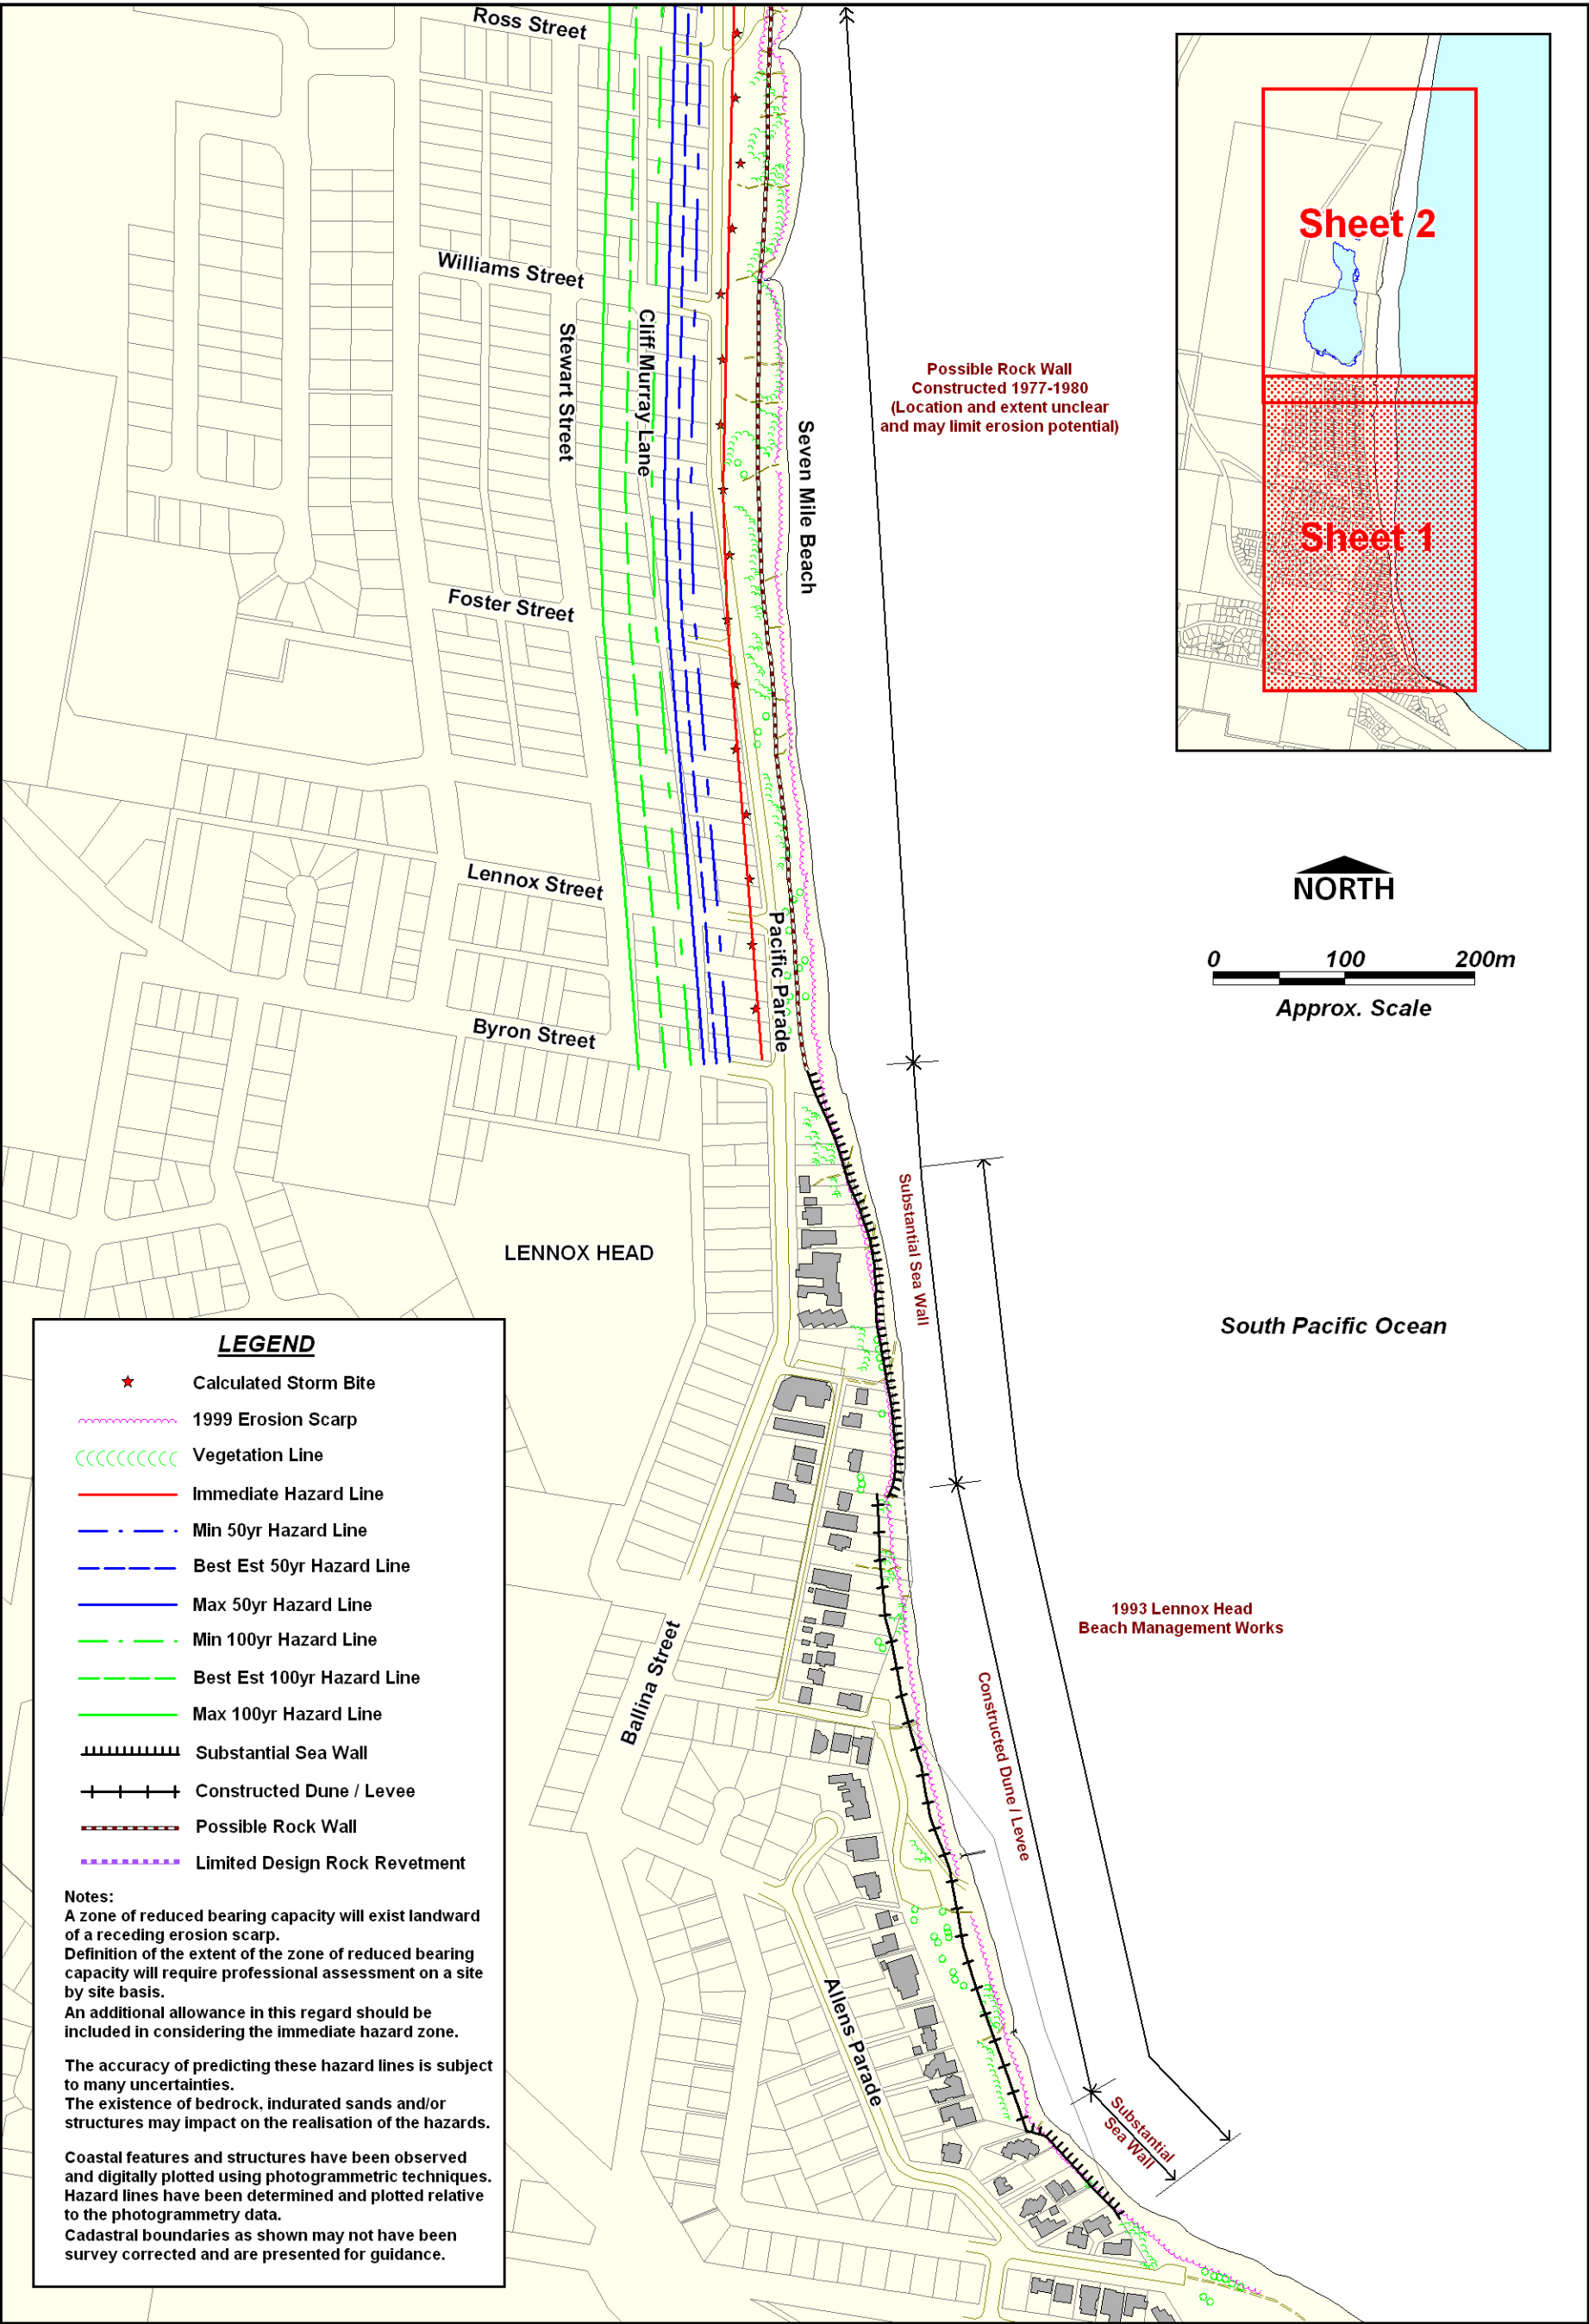 Ross Street
Williams Street
Stewart Street
Cliff Murray Lane
Foster Street
Lennox Street
Byron Street
Pacific Parade
Seven Mile Beach
Possible Rock Wall
Constructed 1977-1980
(Location and extent unclear
and may limit erosion potential)
Sheet 2
Sheet 1
NORTH
0 100 200m
Approx. Scale
Substantial Sea Wall
LENNOX HEAD
South Pacific Ocean
1993 Lennox Head
Beach Management Works
Ballina Street
Constructed Dune / Levee
Allens Parade
Substantial
Sea Wall
LEGEND
Calculated Storm Bite
1999 Erosion Scarp
Vegetation Line
Immediate Hazard Line
Min 50yr Hazard Line
Best Est 50yr Hazard Line
Max 50yr Hazard Line
Min 100yr Hazard Line
Best Est 100yr Hazard Line
Max 100yr Hazard Line
Substantial Sea Wall
Constructed Dune / Levee
Possible Rock Wall
Limited Design Rock Revetment
Notes:
A zone of reduced bearing capacity will exist landward
of a receding erosion scarp.
Definition of the extent of the zone of reduced bearing
capacity will require professional assessment on a site
by site basis.
An additional allowance in this regard should be
included in considering the immediate hazard zone.
The accuracy of predicting these hazard lines is subject
to many uncertainties.
The existence of bedrock, indurated sands and/or
structures may impact on the realisation of the hazards.
Coastal features and structures have been observed
and digitally plotted using photogrammetric techniques.
Hazard lines have been determined and plotted relative
to the photogrammetry data.
Cadastral boundaries as shown may not have been
survey corrected and are presented for guidance.